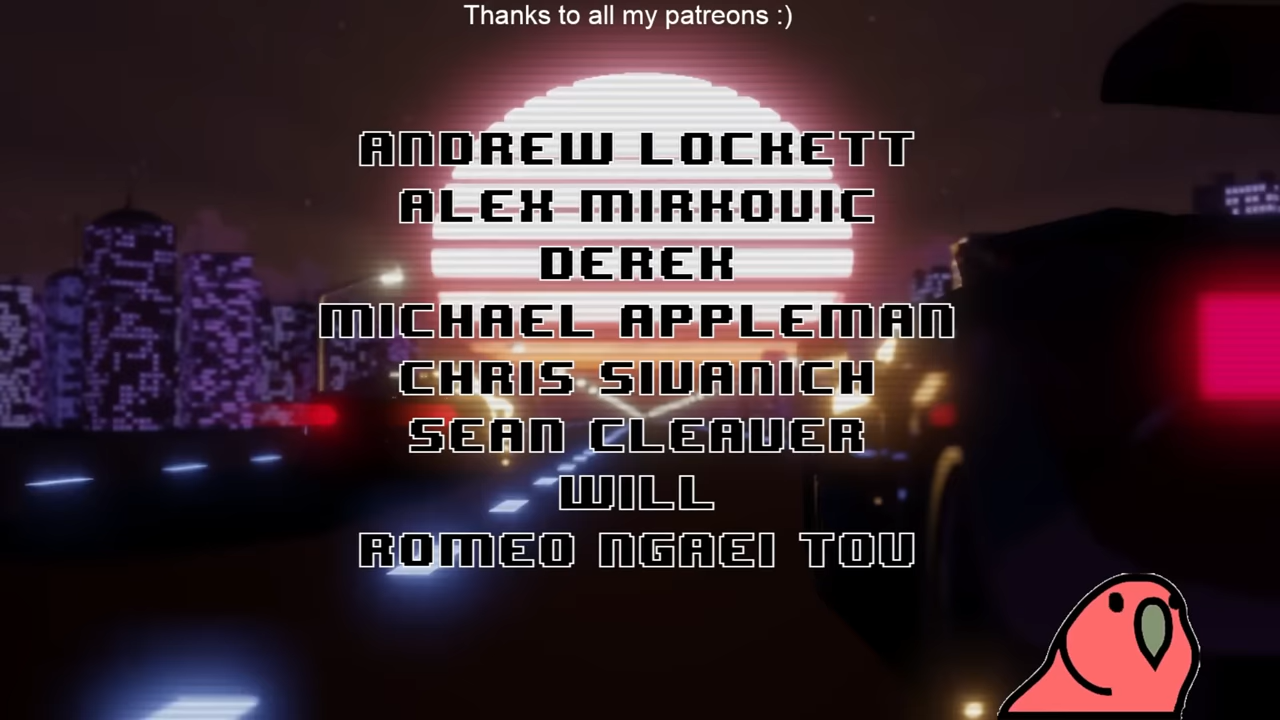 Thanks to all my patreons :)
ANDREW LOCKETT
ALEX MIRKOVIC
DEREK
MICHAEL APPLEMAN
CHRIS SIVANICH
SEAN CLEAVER
WILL
ROMEO NGAEI TOV